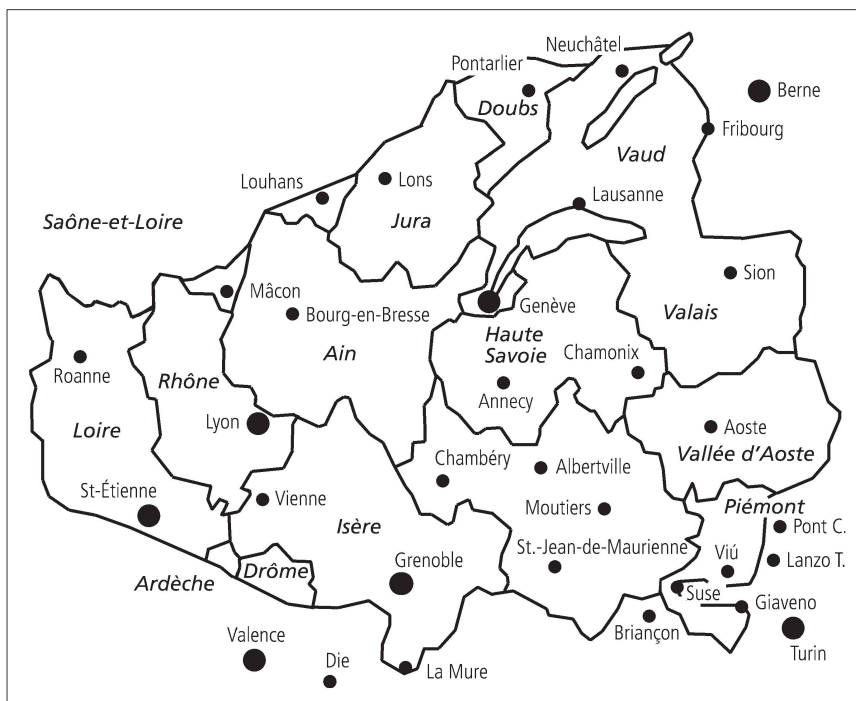 Neuchâtel
Pontarlier
Berne
Doubs
Fribourg
Vaud
Louhans
Lons
Lausanne
Saône-et-Loire
Jura
Sion
Mâcon
Genève
Bourg-en-Bresse
Valais
Haute
Savoie
Ain
Chamonix
Roanne
Rhône
Annecy
Loire
Lyon
Aoste
Chambéry
Albertville
Vallée d'Aoste
St-Étienne
Vienne
Moutiers
Piémont
Isère
Pont C.
St.-Jean-de-Maurienne
Viú
Grenoble
Lanzo T.
Ardèche
Drôme
Suse
Giaveno
Valence
Briançon
Turin
Die
La Mure